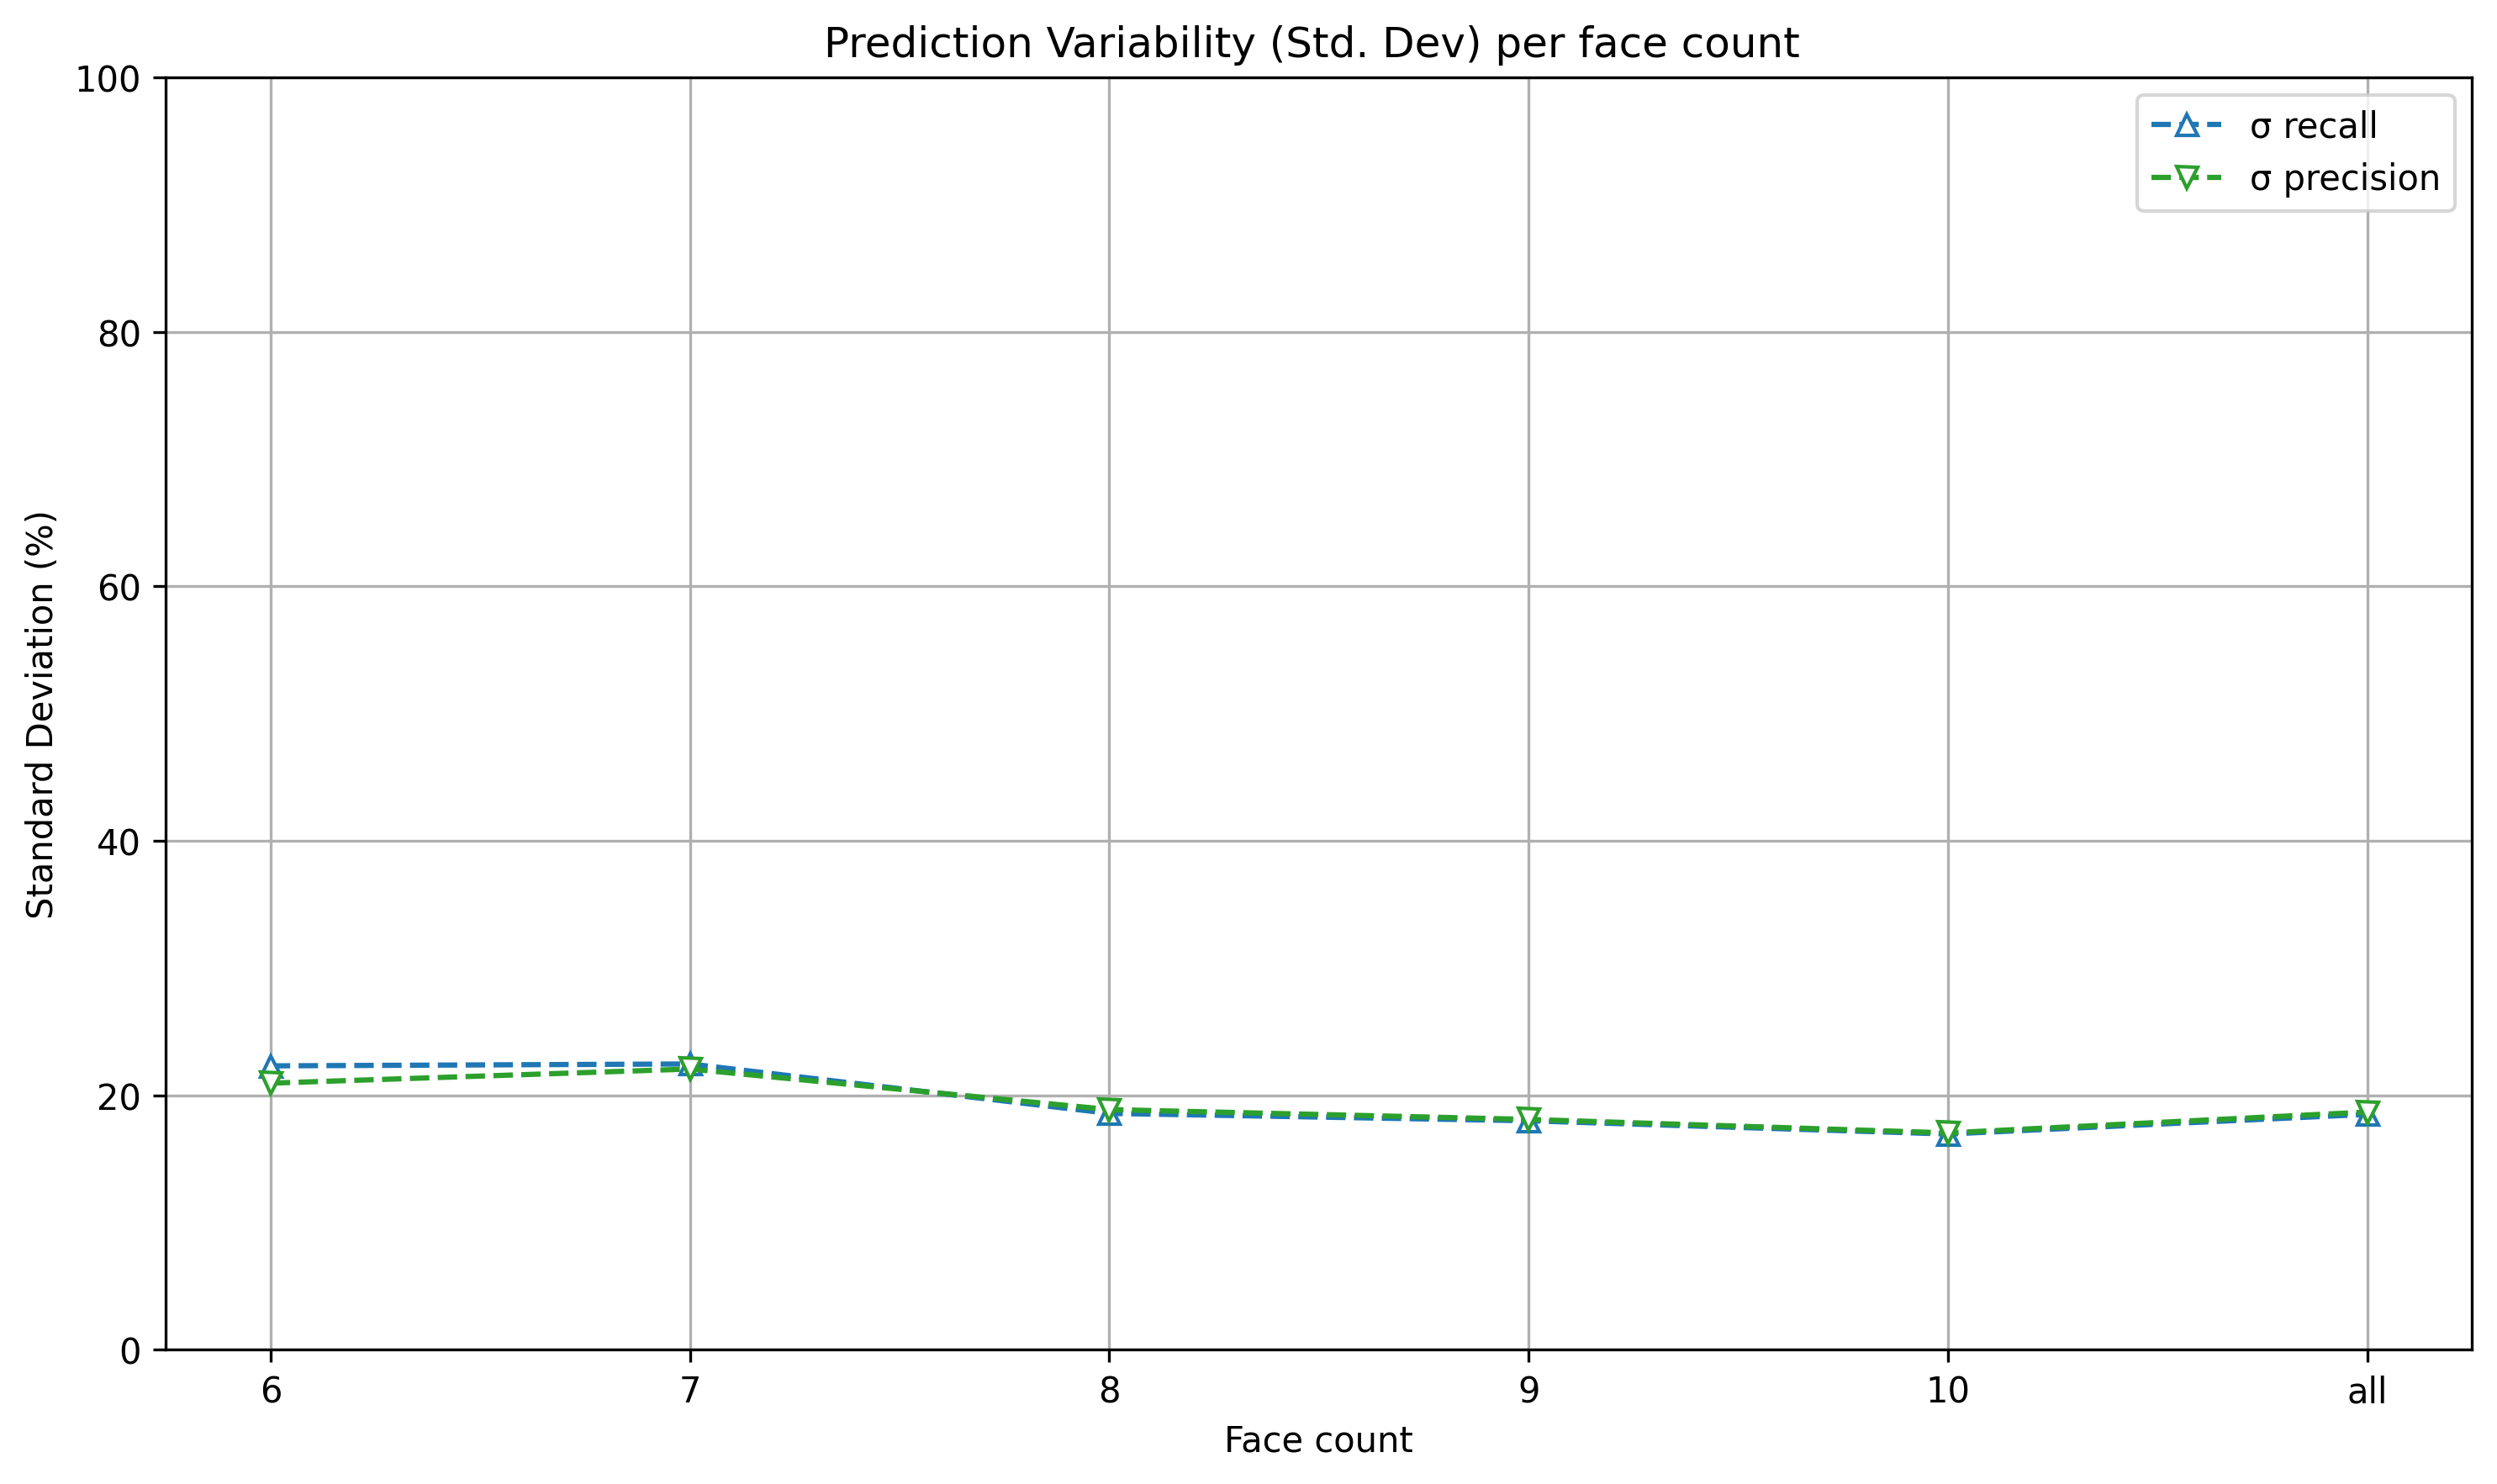 Prediction Variability (Std. Dev) per face count
100
80
60
40
20
0
Standard Deviation (%)
σ recall
σ precision
6 7 8 9 10 all
Face count